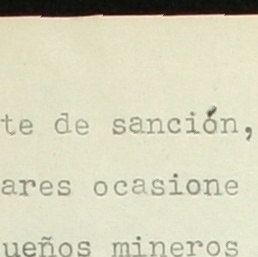 te de sanción,
ares ocasione
ueños mineros